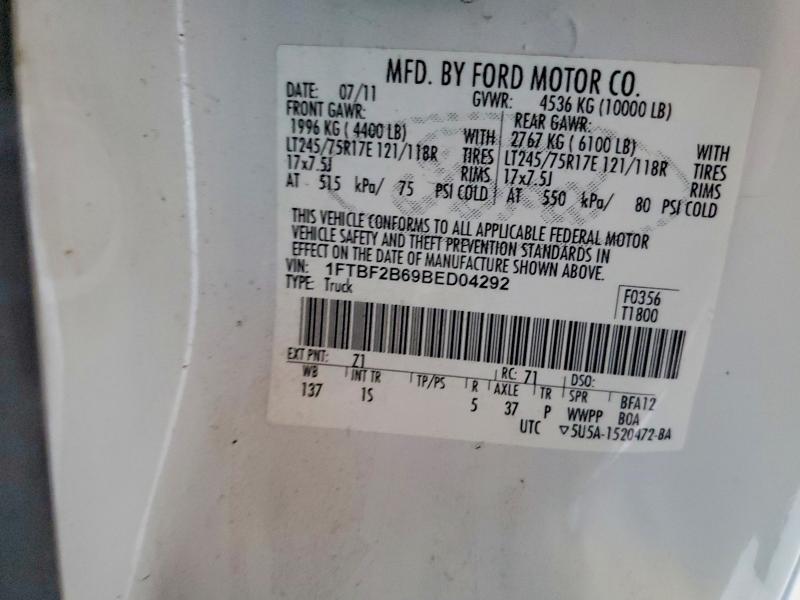 MFD. BY FORD MOTOR CO.
DATE: 07/11 GVWR: 4536 KG (10000 LB)
FRONT GAWR: REAR GAWR:
1996 KG ( 4400 LB) WITH 2767 KG ( 6100 LB) WITH
LT245/75R17E 121/118R TIRES LT245/75R17E 121/118R TIRES
17x7.5J RIMS 17x7.5J RIMS
AT 515 kPa/ 75 PSI COLD AT 550 kPa/ 80 PSI COLD
THIS VEHICLE CONFORMS TO ALL APPLICABLE FEDERAL MOTOR
VEHICLE SAFETY AND THEFT PREVENTION STANDARDS IN
EFFECT ON THE DATE OF MANUFACTURE SHOWN ABOVE.
VIN: 1FTBF2B69BED04292
TYPE: Truck
F0356
T1800
EXT PNT: Z1 RC: 71 DSO:
WB INT TR TP/PS R AXLE TR SPR BFA12
137 1S 5 37 P WWPP BOA
UTC ▽5U5A-1520472-BA